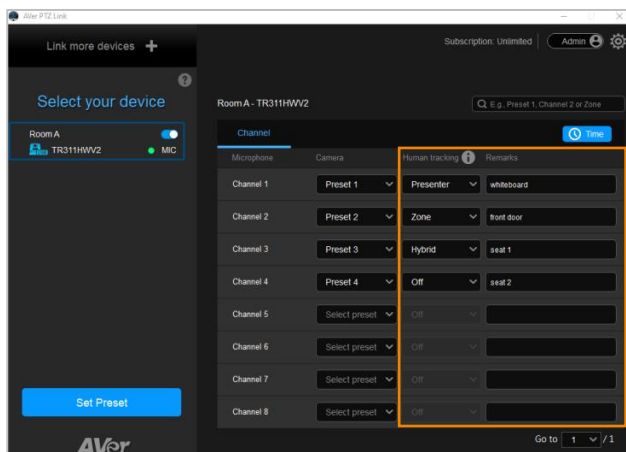 AVer PTZ Link
Link more devices +
Subscription: Unlimited | Admin
Select your device
Room A - TR311HWV2
E.g., Preset 1, Channel 2 or Zone
Room A
TR311HWV2 MIC
Channel Time
Microphone Camera Human tracking Remarks
Channel 1 Preset 1 Presenter whiteboard
Channel 2 Preset 2 Zone front door
Channel 3 Preset 3 Hybrid seat 1
Channel 4 Preset 4 Off seat 2
Channel 5 Select preset Off
Channel 6 Select preset Off
Channel 7 Select preset Off
Channel 8 Select preset Off
Set Preset
AVer
Go to 1 / 1